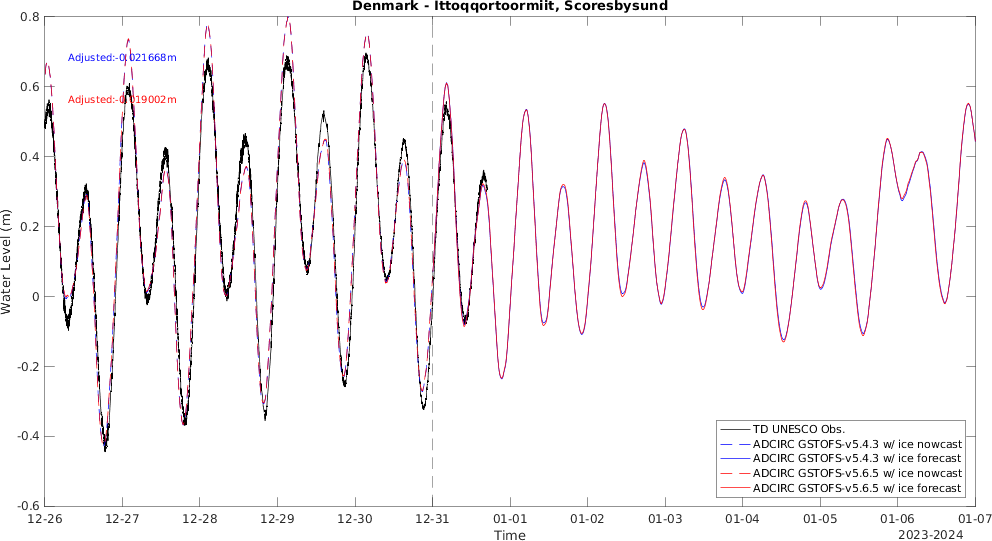 Denmark - Ittoqqortoormiit, Scoresbysund
Adjusted:-0.021668m
Adjusted:-0.019002m
Water Level (m)
0.8
0.6
0.4
0.2
0
-0.2
-0.4
-0.6
TD UNESCO Obs.
ADCIRC GSTOFS-v5.4.3 w/ ice nowcast
ADCIRC GSTOFS-v5.4.3 w/ ice forecast
ADCIRC GSTOFS-v5.6.5 w/ ice nowcast
ADCIRC GSTOFS-v5.6.5 w/ ice forecast
12-26 12-27 12-28 12-29 12-30 12-31 01-01 01-02 01-03 01-04 01-05 01-06 01-07
Time
2023-2024